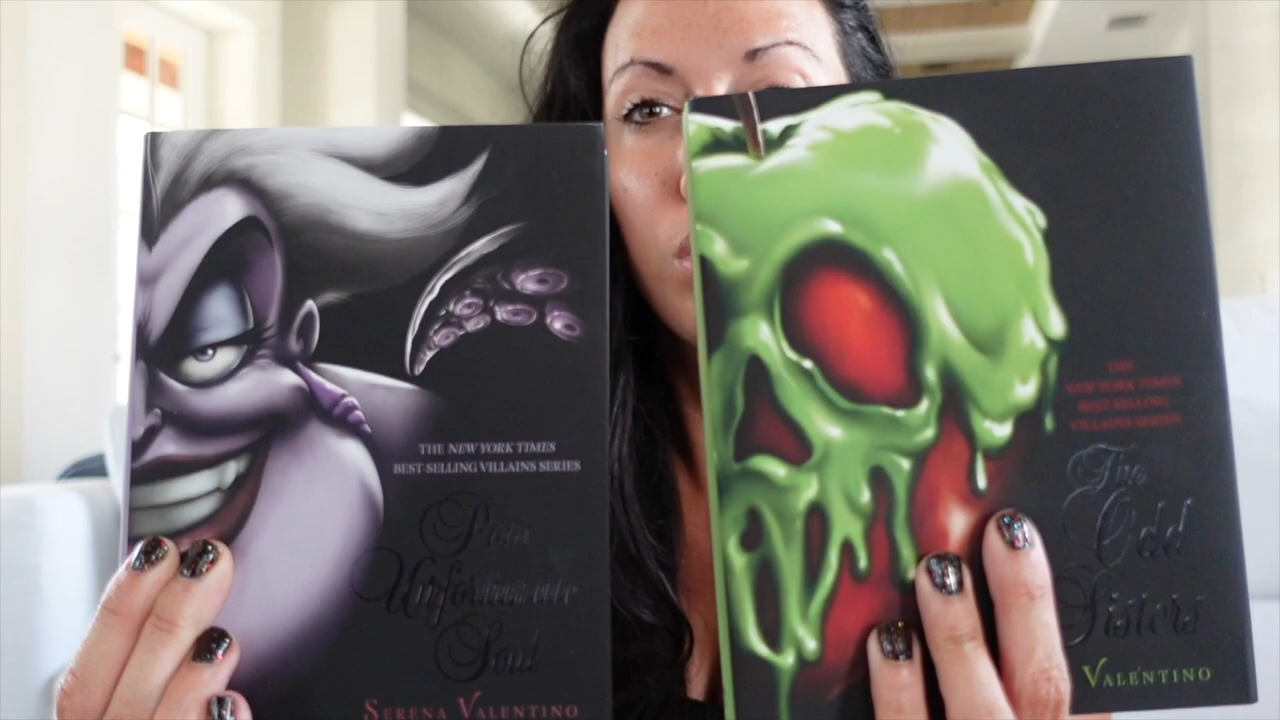 THE NEW YORK TIMES
BEST-SELLING VILLAINS SERIES
Poor
Unfortunate
Soul
SERENA VALENTINO
THE
NEW YORK TIMES
BEST SELLING
VILLAINS SERIES
The
Odd
Sisters
VALENTINO